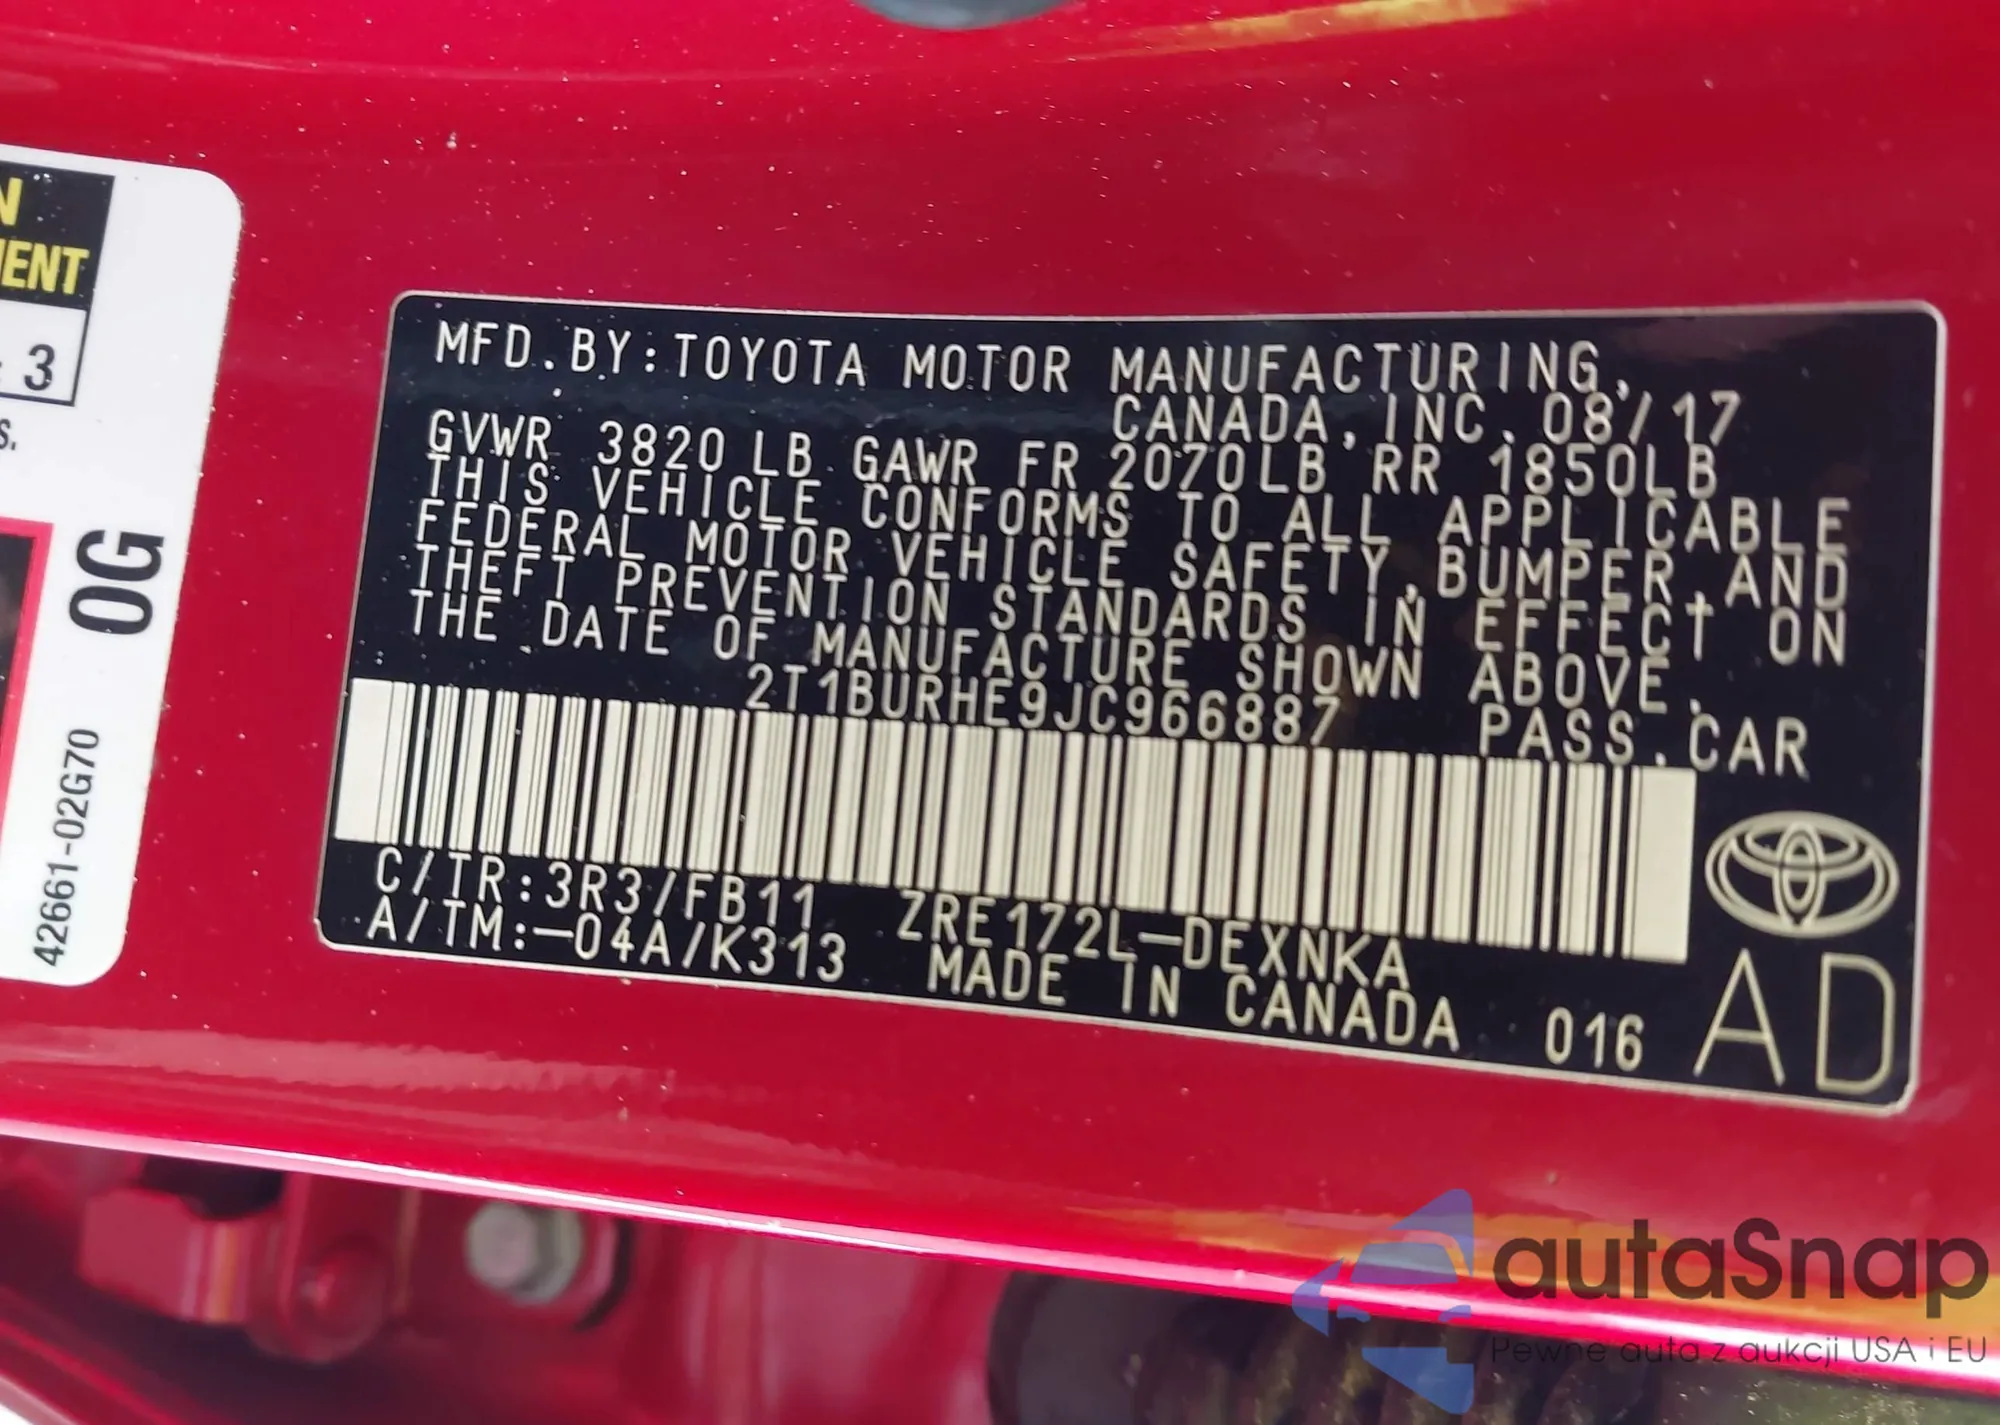 N
MENT
: 3
S.
0G
42661-02G70
MFD.BY:TOYOTA MOTOR MANUFACTURING,
CANADA,INC. 08/17
GVWR 3820LB GAWR FR 2070LB RR 1850LB
THIS VEHICLE CONFORMS TO ALL APPLICABLE
FEDERAL MOTOR VEHICLE SAFETY,BUMPER,AND
THEFT PREVENTION STANDARDS IN EFFECT ON
THE DATE OF MANUFACTURE SHOWN ABOVE.
2T1BURHE9JC966887 PASS.CAR
C/TR:3R3/FB11 ZRE172L-DEXNKA
A/TM:-04A/K313 MADE IN CANADA 016
AD
autaSnap
Pewne auta z aukcji USA i EU